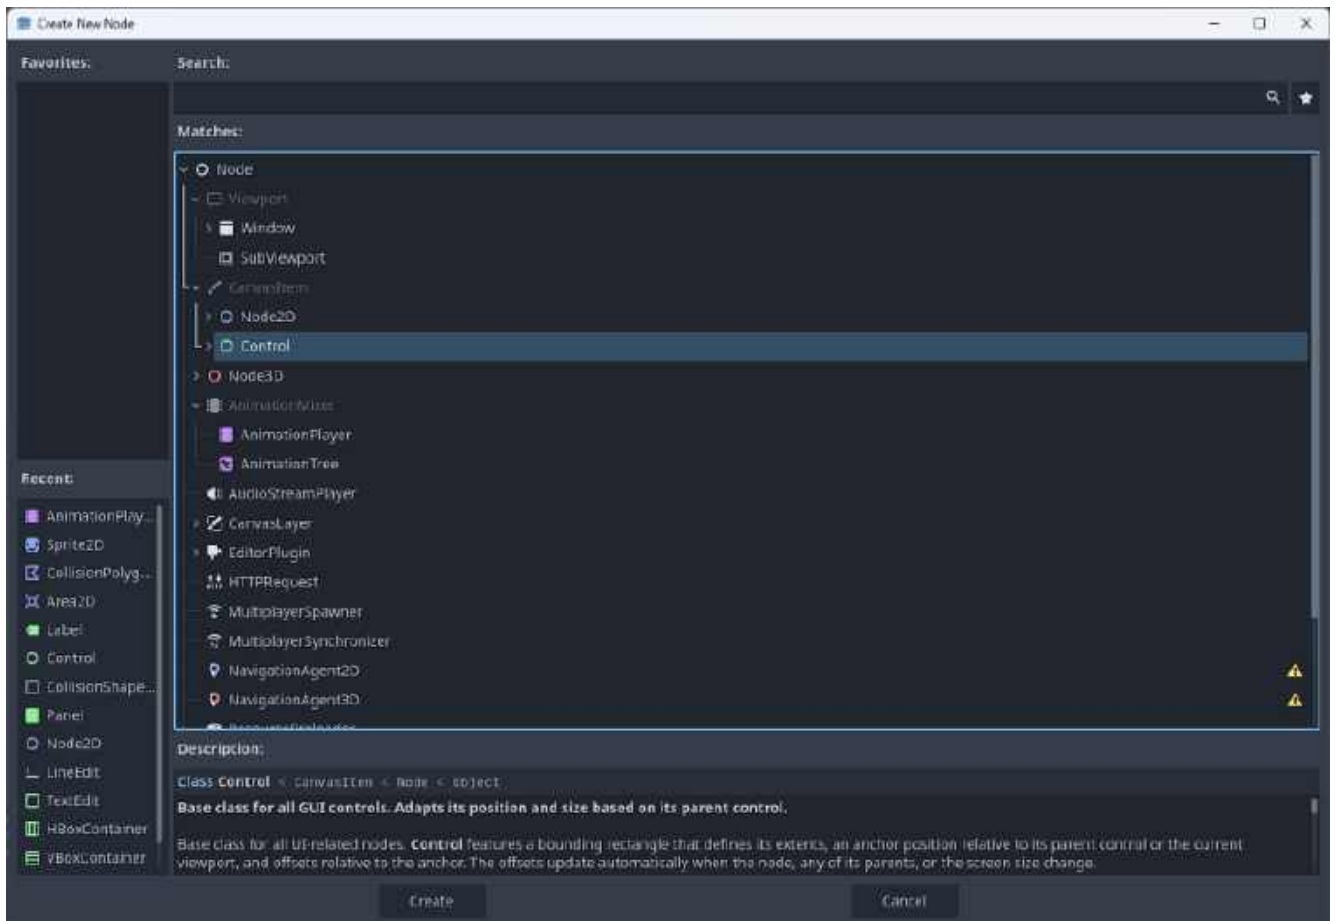 Create New Node
Favorites:
Search:
Matches:
Node
Viewport
Window
SubViewport
CanvasItem
Node2D
Control
Node3D
AnimationMixer
AnimationPlayer
AnimationTree
AudioStreamPlayer
CanvasLayer
EditorPlugin
HTTPRequest
MultiplayerSpawner
MultiplayerSynchronizer
NavigationAgent2D
NavigationAgent3D
Recent:
AnimationPlay...
Sprite2D
CollisionPolyg...
Area2D
Label
Control
CollisionShape...
Panel
Node2D
LineEdit
TextEdit
HBoxContainer
VBoxContainer
Description:
Class Control < CanvasItem < Node < Object
Base class for all GUI controls. Adapts its position and size based on its parent control.
Base class for all UI-related nodes. Control features a bounding rectangle that defines its extents, an anchor position relative to its parent control or the current
viewport, and offsets relative to the anchor. The offsets update automatically when the node, any of its parents, or the screen size change.
Create
Cancel